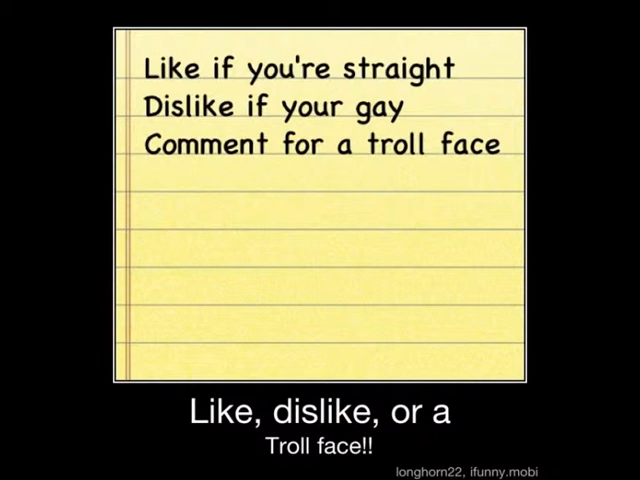 Like if you're straight
Dislike if your gay
Comment for a troll face
Like, dislike, or a
Troll face!!
longhorn22, ifunny.mobi